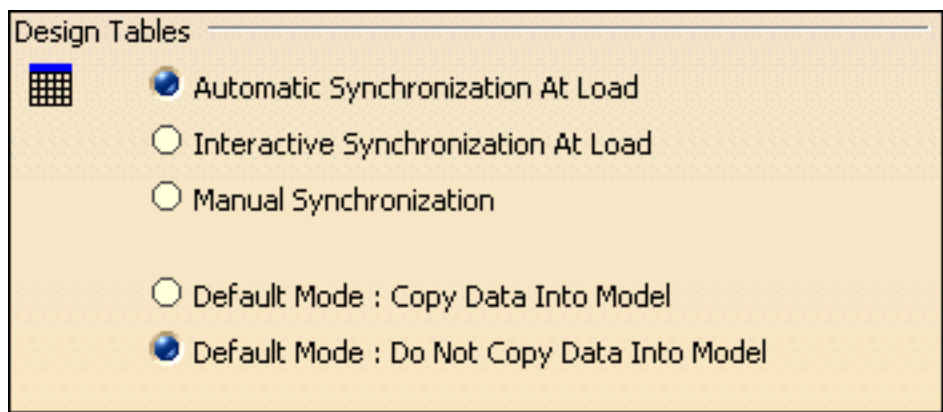 Design Tables
Automatic Synchronization At Load
Interactive Synchronization At Load
Manual Synchronization
Default Mode : Copy Data Into Model
Default Mode : Do Not Copy Data Into Model